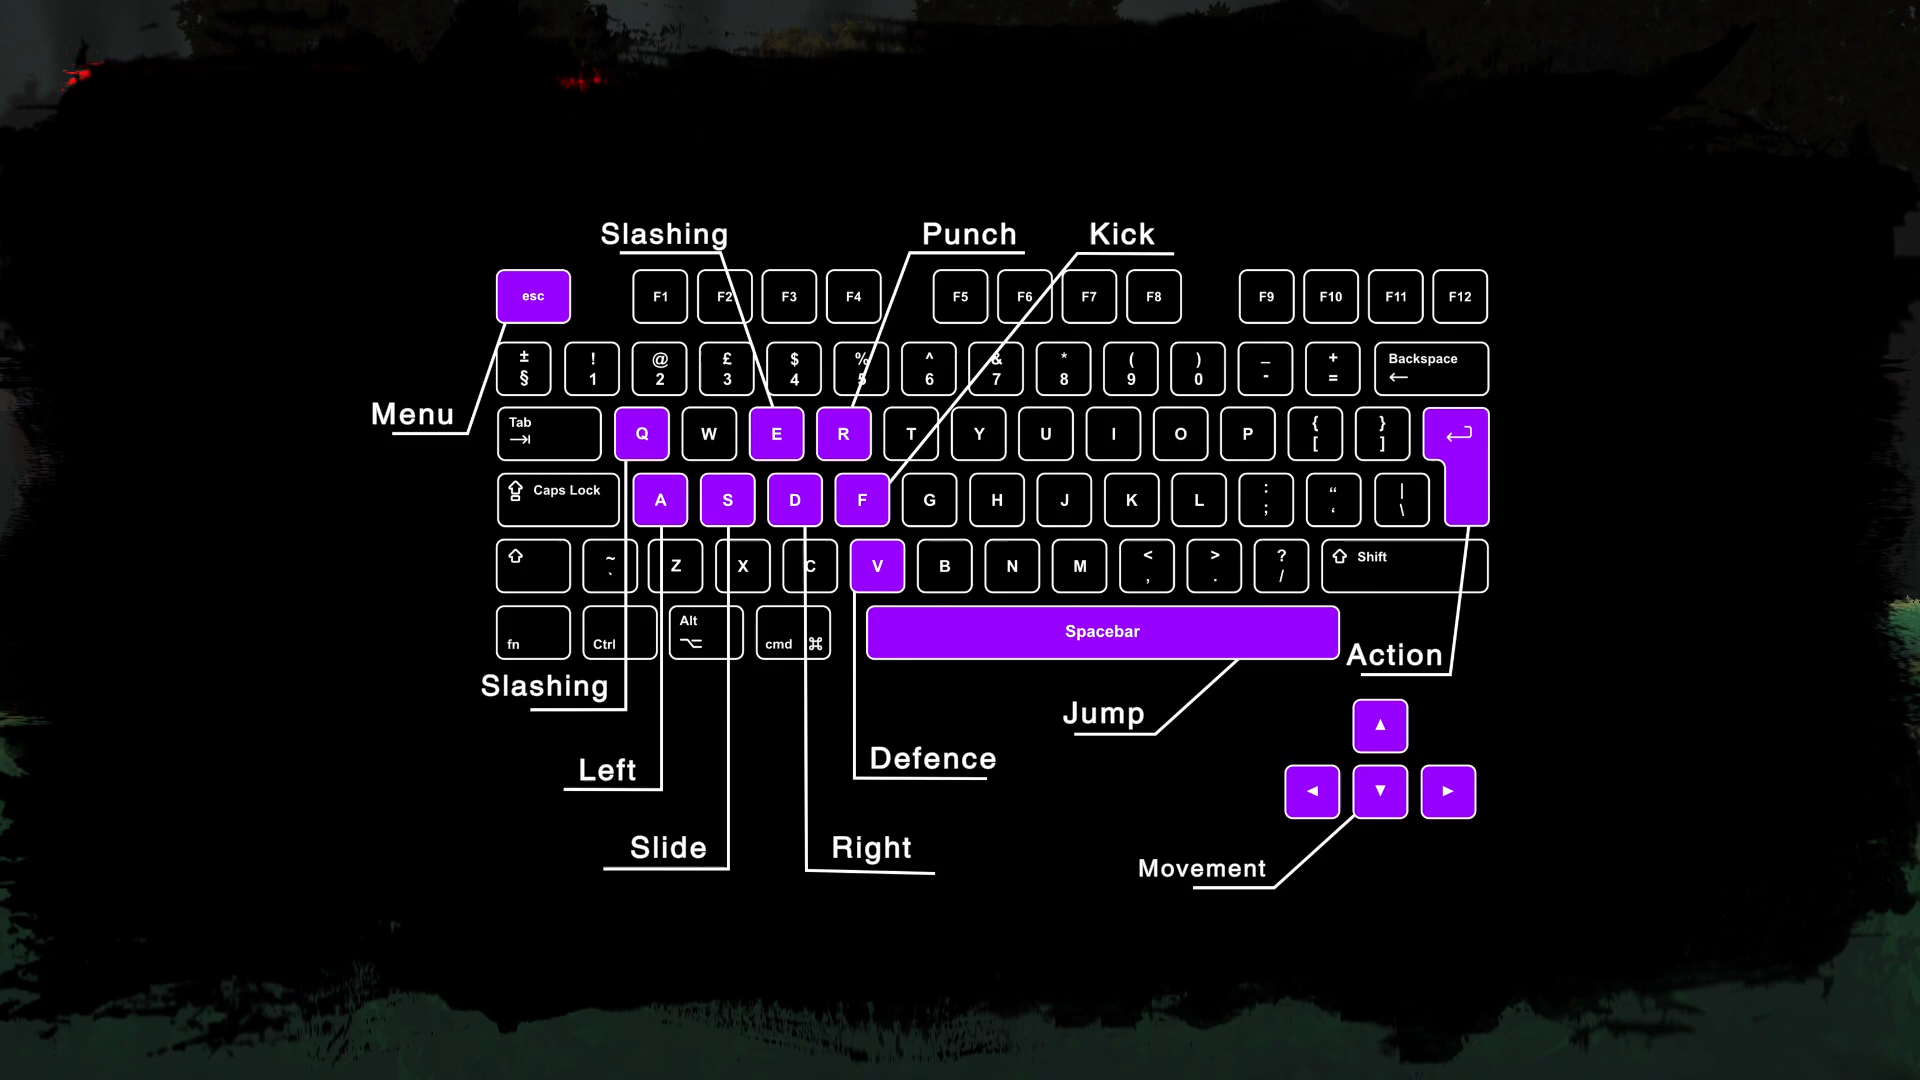 Slashing Punch Kick
esc F1 F2 F3 F4 F5 F6 F7 F8 F9 F10 F11 F12
± ! @ £ $ % ^ & * ( ) _ + Backspace
§ 1 2 3 4 5 6 7 8 9 0 - = ←
Menu
Tab Q W E R T Y U I O P { }
[ ]
Caps Lock A S D F G H J K L : “ |
; ‘ \
~ Z X C V B N M < > ? Shift
` , . /
Alt Spacebar
fn Ctrl cmd ⌘
Action
Slashing
Jump
Defence
Left
Slide Right
Movement